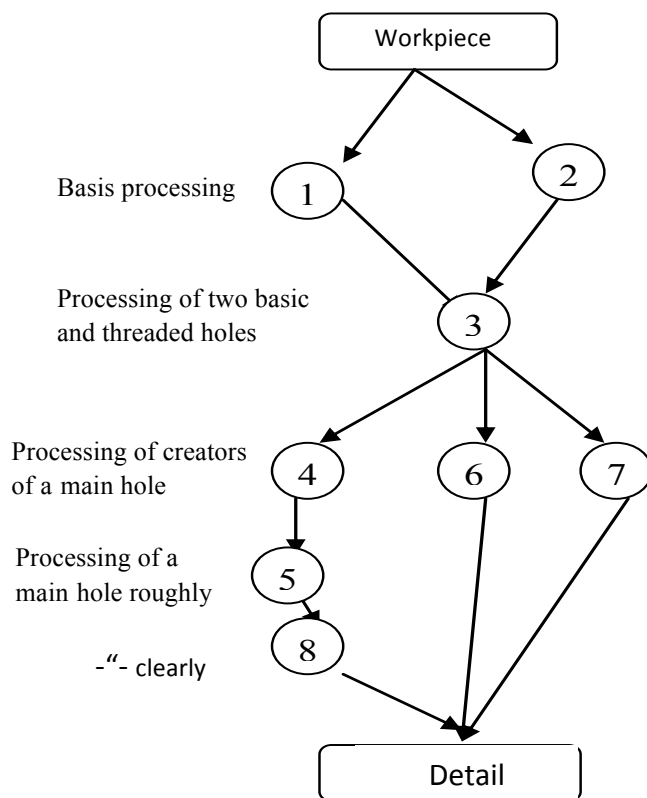 Workpiece
Basis processing
1
2
Processing of two basic
and threaded holes
3
Processing of creators
of a main hole
4
6
7
Processing of a
main hole roughly
5
8
-“- clearly
Detail